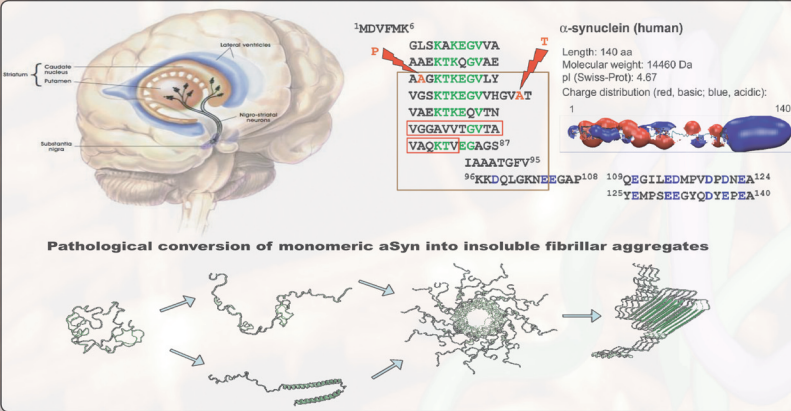 Lateral ventricles
Caudate
nucleus
Striatum
Putamen
Nigro-striatal
neurons
Substantia
nigra
1MDVFMK6
P
T
GLSKAKEGVVA
AAEKTKQGVAE
AAGKTKEGVLY
VGSKTKEGVVHGVAT
VAEKTKEQVTN
VGGAVVTGVTA
VAQKTVEGAGS87
IAAATGFV95
96KKDQLGKNEEGAP108
109QEGILEDMPVDPDNEA124
125YEMPSEEGYQDYEPEA140
α-synuclein (human)
Length: 140 aa
Molecular weight: 14460 Da
pI (Swiss-Prot): 4.67
Charge distribution (red, basic; blue, acidic):
1
140
Pathological conversion of monomeric aSyn into insoluble fibrillar aggregates